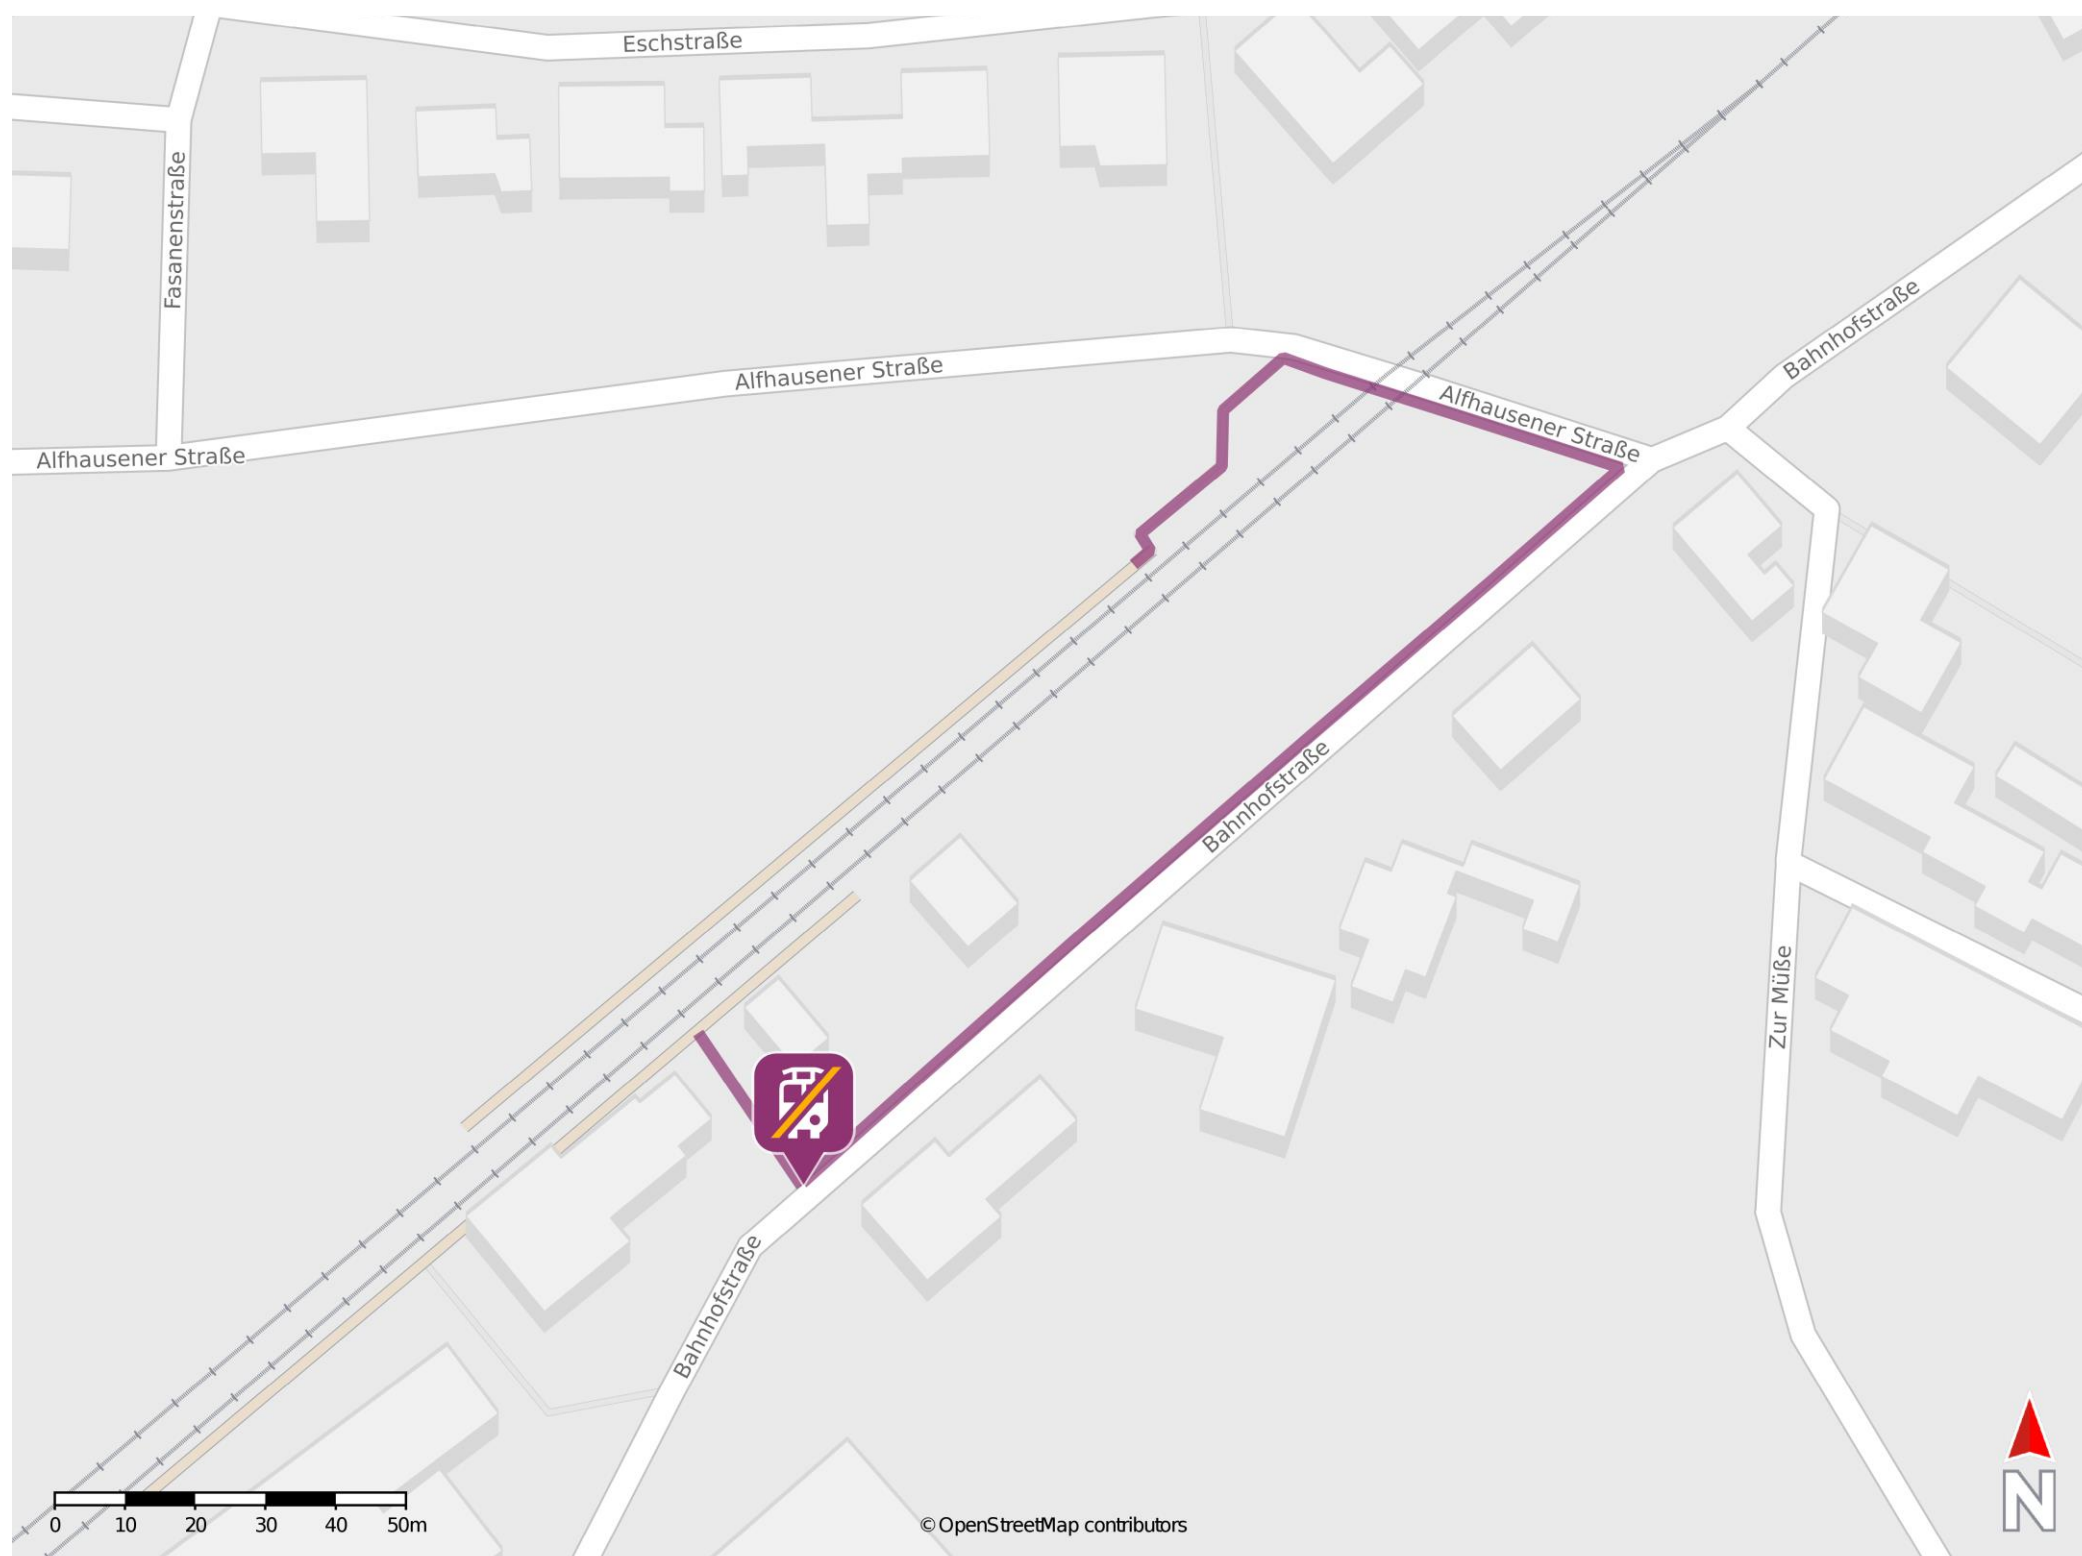 Eschstraße
Fasanenstraße
Bahnhofstraße
Alfhausener Straße
Alfhausener Straße
Alfhausener Straße
Bahnhofstraße
Zur Müße
Bahnhofstraße
0 10 20 30 40 50m
© OpenStreetMap contributors
N